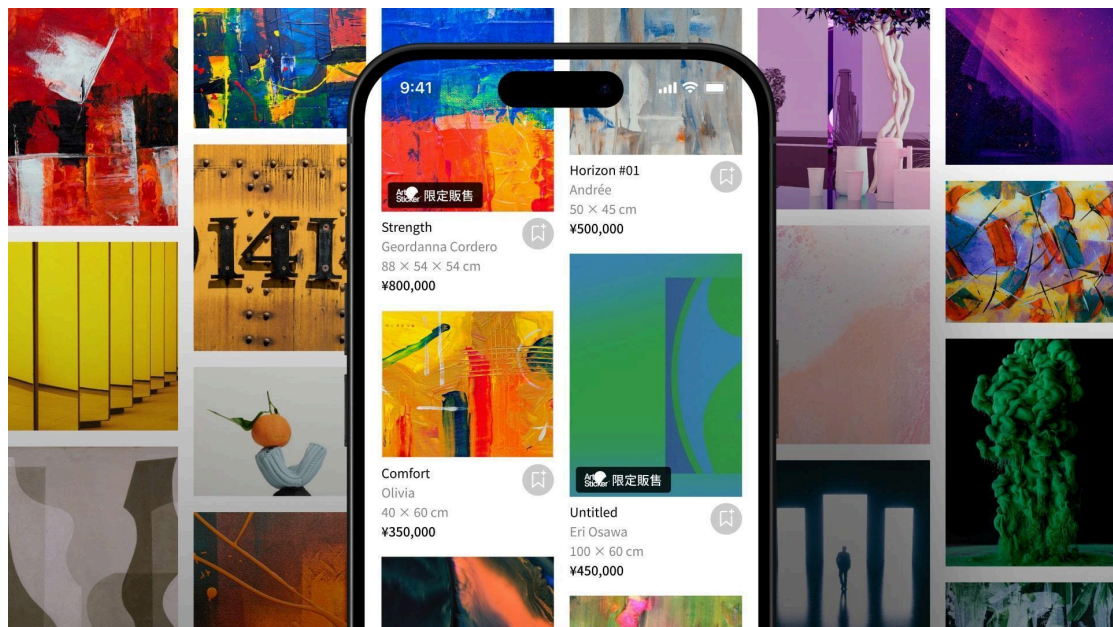 9:41
Art
Sticker 限定販售
Strength
Geordanna Cordero
88 × 54 × 54 cm
¥800,000
Comfort
Olivia
40 × 60 cm
¥350,000
Horizon #01
Andrée
50 × 45 cm
¥500,000
Art
Sticker 限定販售
Untitled
Eri Osawa
100 × 60 cm
¥450,000
0141